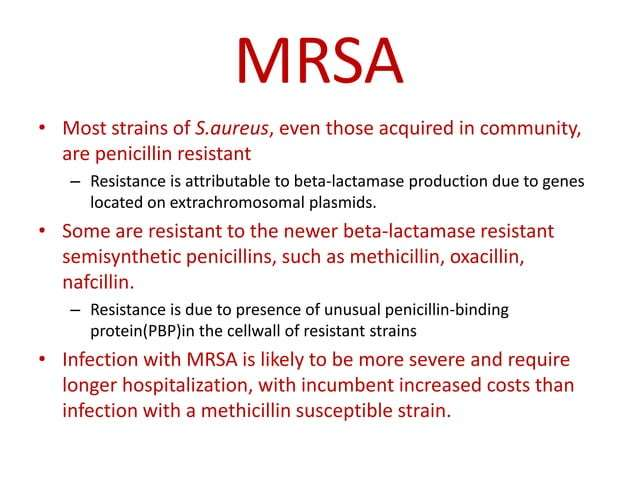 MRSA
• Most strains of S.aureus, even those acquired in community,
are penicillin resistant
– Resistance is attributable to beta-lactamase production due to genes
located on extrachromosomal plasmids.
• Some are resistant to the newer beta-lactamase resistant
semisynthetic penicillins, such as methicillin, oxacillin,
nafcillin.
– Resistance is due to presence of unusual penicillin-binding
protein(PBP)in the cellwall of resistant strains
• Infection with MRSA is likely to be more severe and require
longer hospitalization, with incumbent increased costs than
infection with a methicillin susceptible strain.